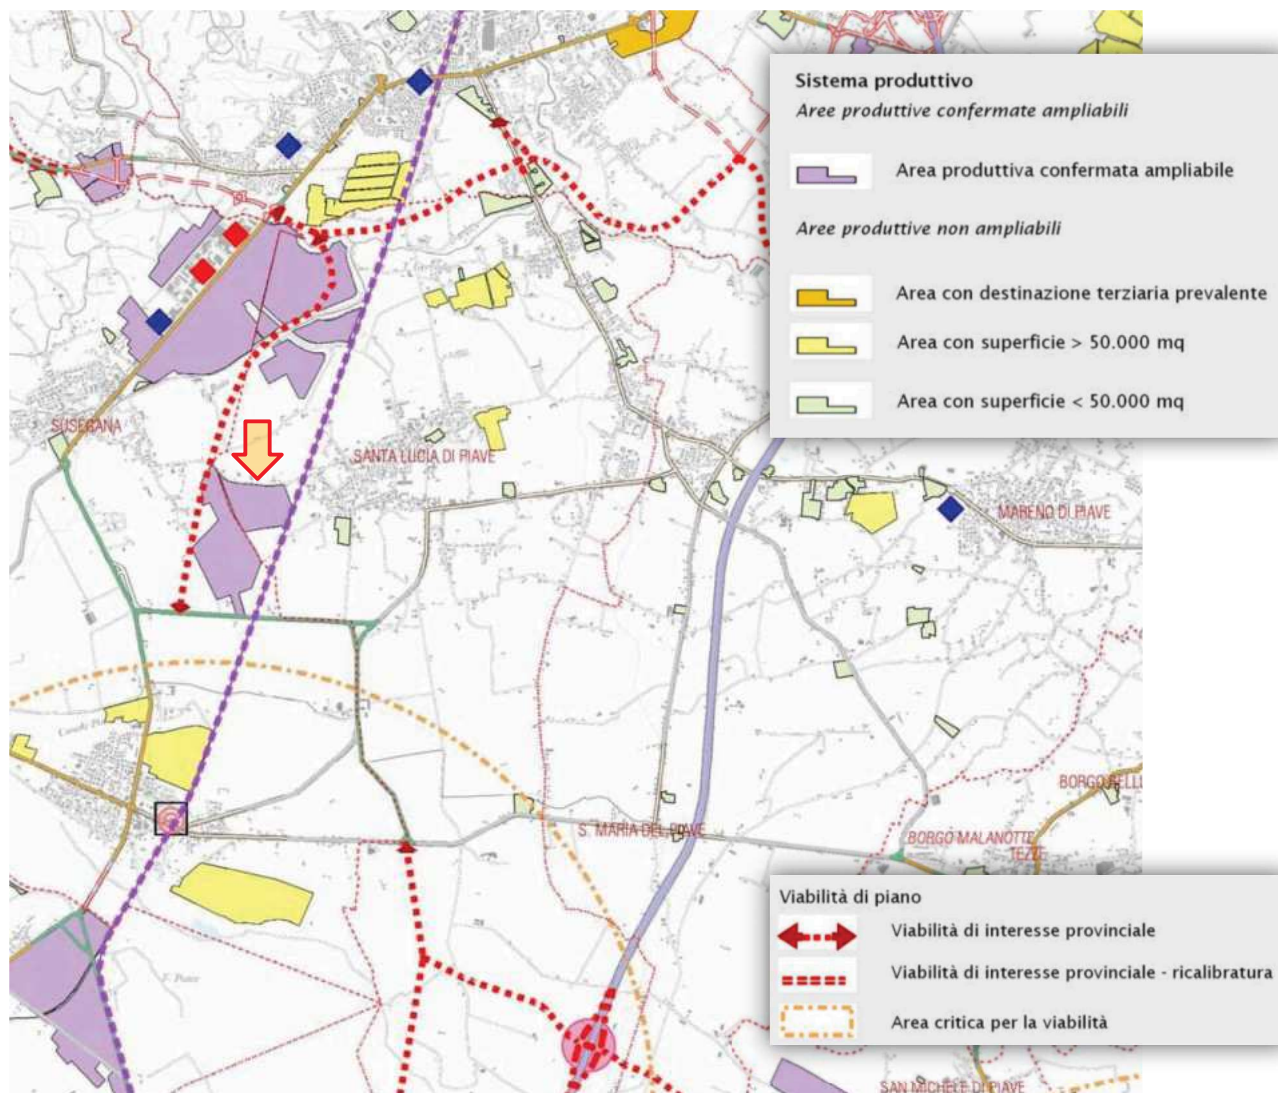 Sistema produttivo
Aree produttive confermate ampliabili
Area produttiva confermata ampliabile
Aree produttive non ampliabili
Area con destinazione terziaria prevalente
Area con superficie > 50.000 mq
Area con superficie < 50.000 mq
SUSEGANA
SANTA LUCIA DI PIAVE
MARENO DI PIAVE
BORGO BELL
S. MARIA DEL PIAVE
BORGO MALANOTTE
TEZZE
Viabilità di piano
Viabilità di interesse provinciale
Viabilità di interesse provinciale - ricalibratura
Area critica per la viabilità
F. Piave
SAN MICHELE DI PIAVE